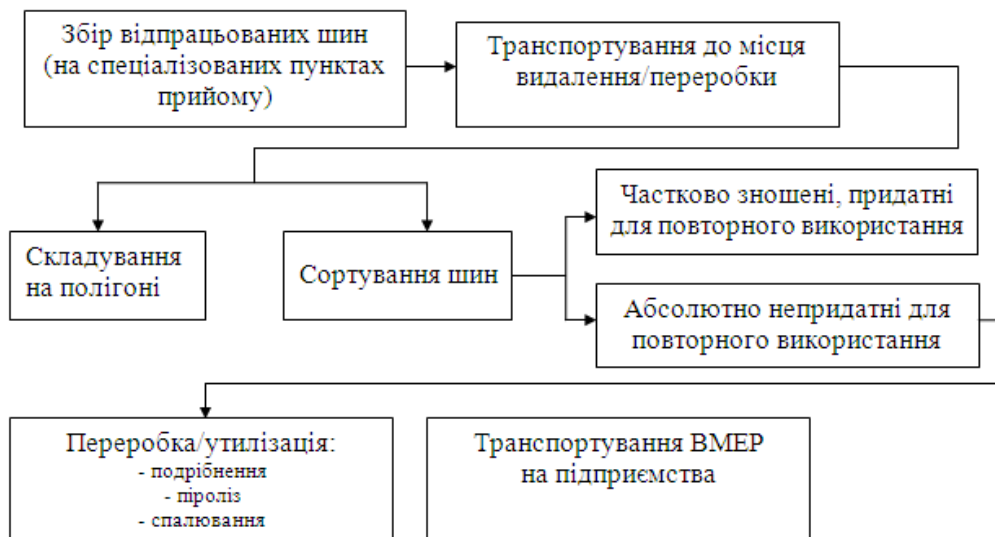 Збір відпрацьованих шин
(на спеціалізованих пунктах
прийому)
Транспортування до місця
видалення/переробки
Складування
на полігоні
Сортування шин
Частково зношені, придатні
для повторного використання
Абсолютно непридатні для
повторного використання
Переробка/утилізація:
- подрібнення
- піроліз
- спалювання
Транспортування ВМЕР
на підприємства